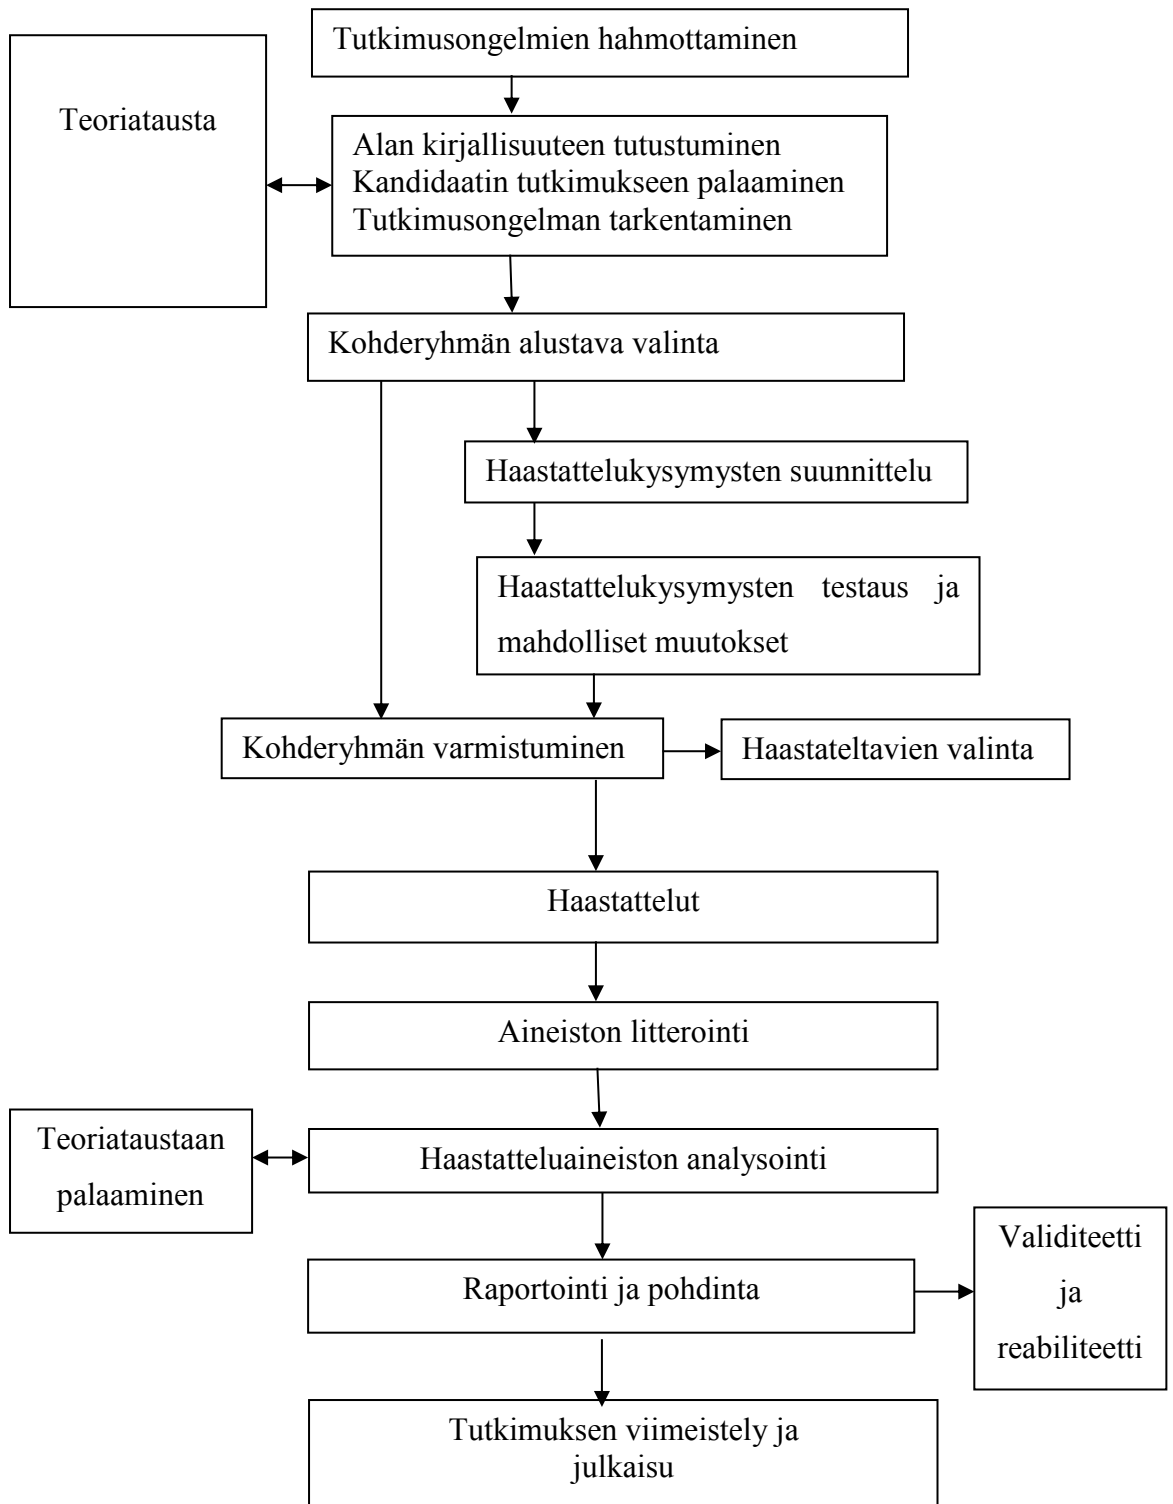 Tutkimusongelmien hahmottaminen
Teoriatausta
Alan kirjallisuuteen tutustuminen
Kandidaatin tutkimukseen palaaminen
Tutkimusongelman tarkentaminen
Kohderyhmän alustava valinta
Haastattelukysymysten suunnittelu
Haastattelukysymysten testaus ja
mahdolliset muutokset
Kohderyhmän varmistuminen
Haastateltavien valinta
Haastattelut
Aineiston litterointi
Teoriataustaan
palaaminen
Haastatteluaineiston analysointi
Raportointi ja pohdinta
Validiteetti
ja
reabiliteetti
Tutkimuksen viimeistely ja
julkaisu